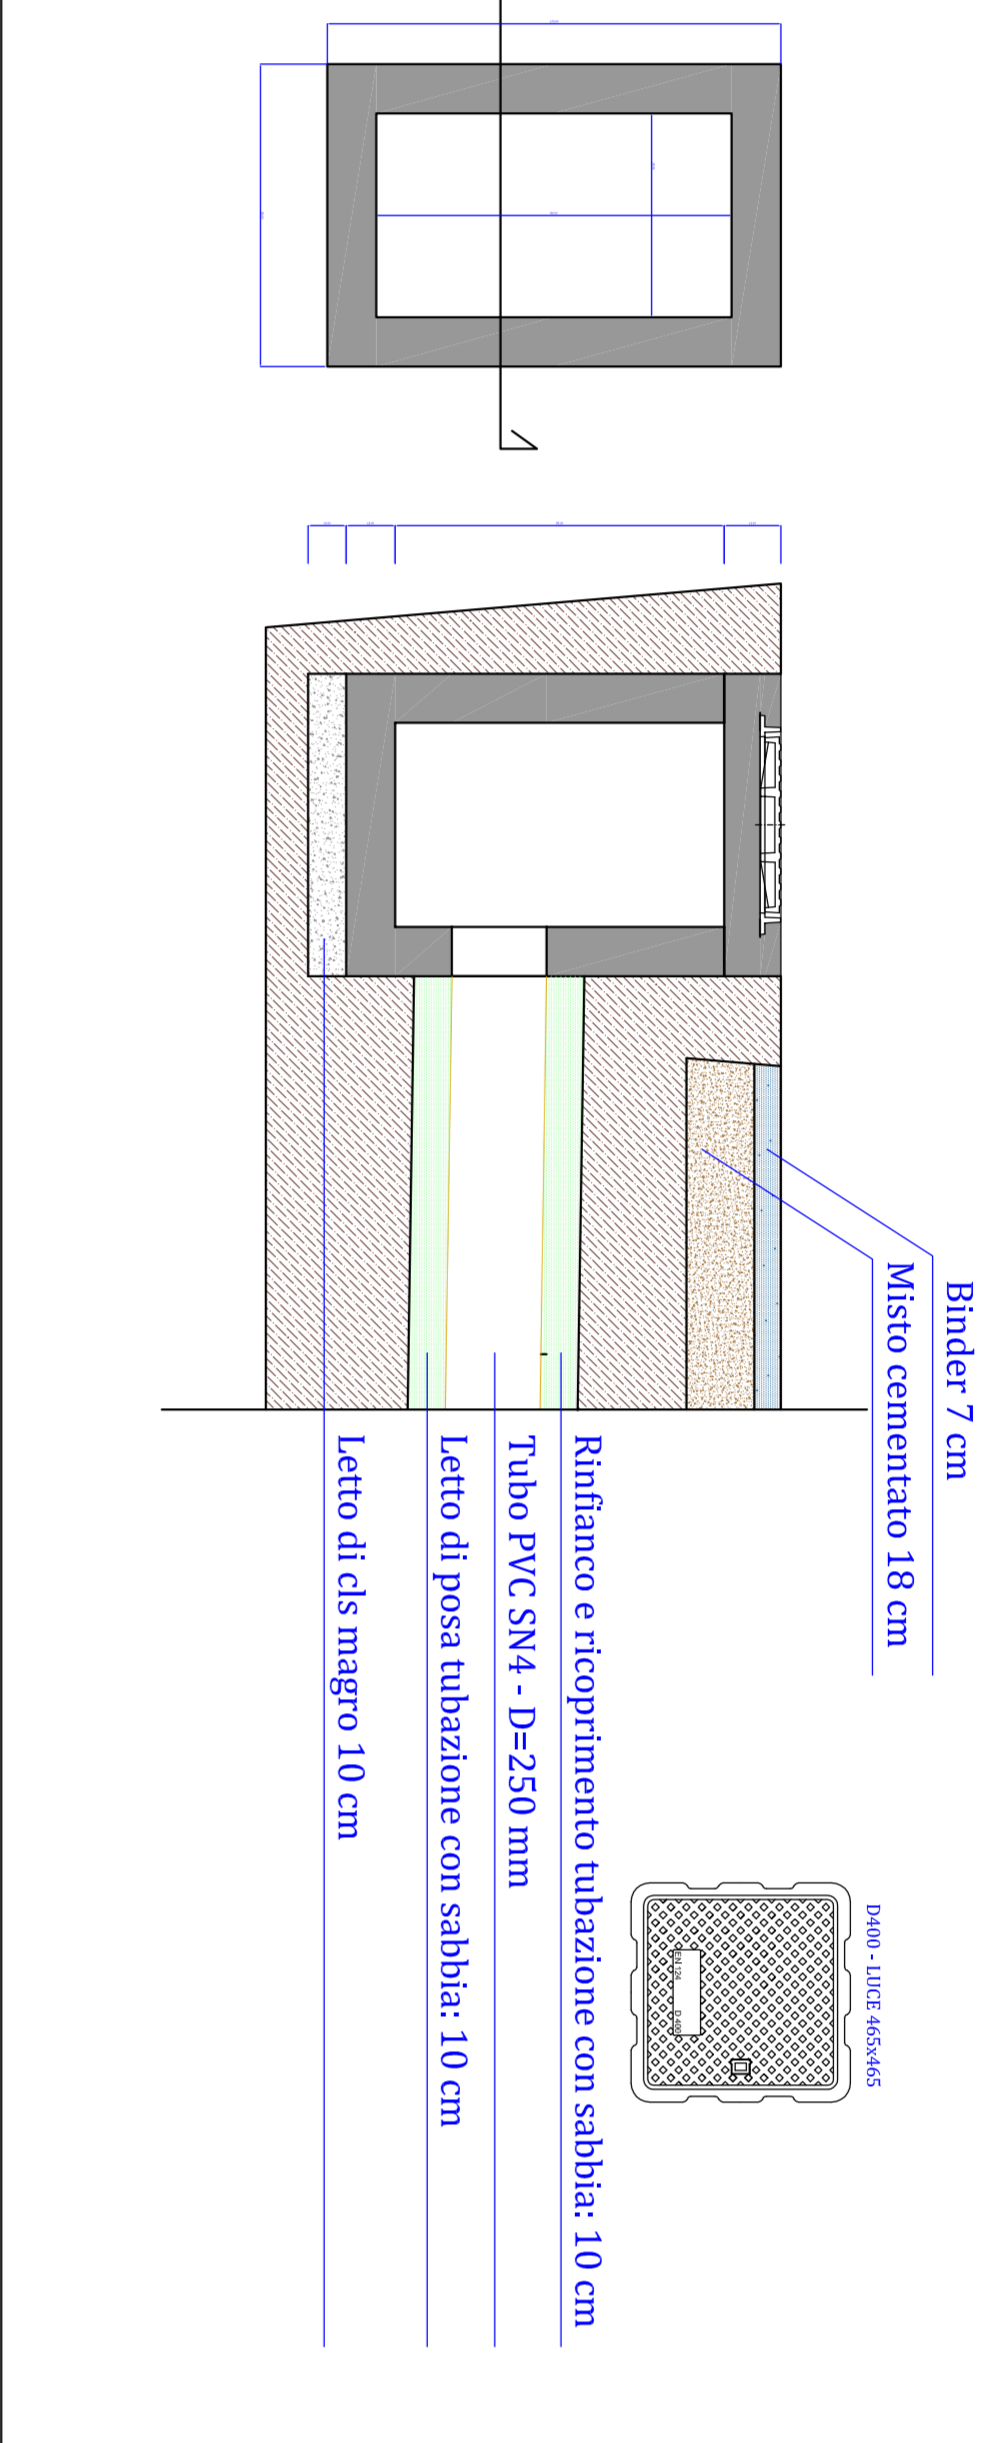 Binder 7 cm
Misto cementato 18 cm
D400 - LUCE 465x465
EN 124
D 400
Rinfianco e ricoprimento tubazione con sabbia: 10 cm
Tubo PVC SN4 - D=250 mm
Letto di posa tubazione con sabbia: 10 cm
Letto di cls magro 10 cm